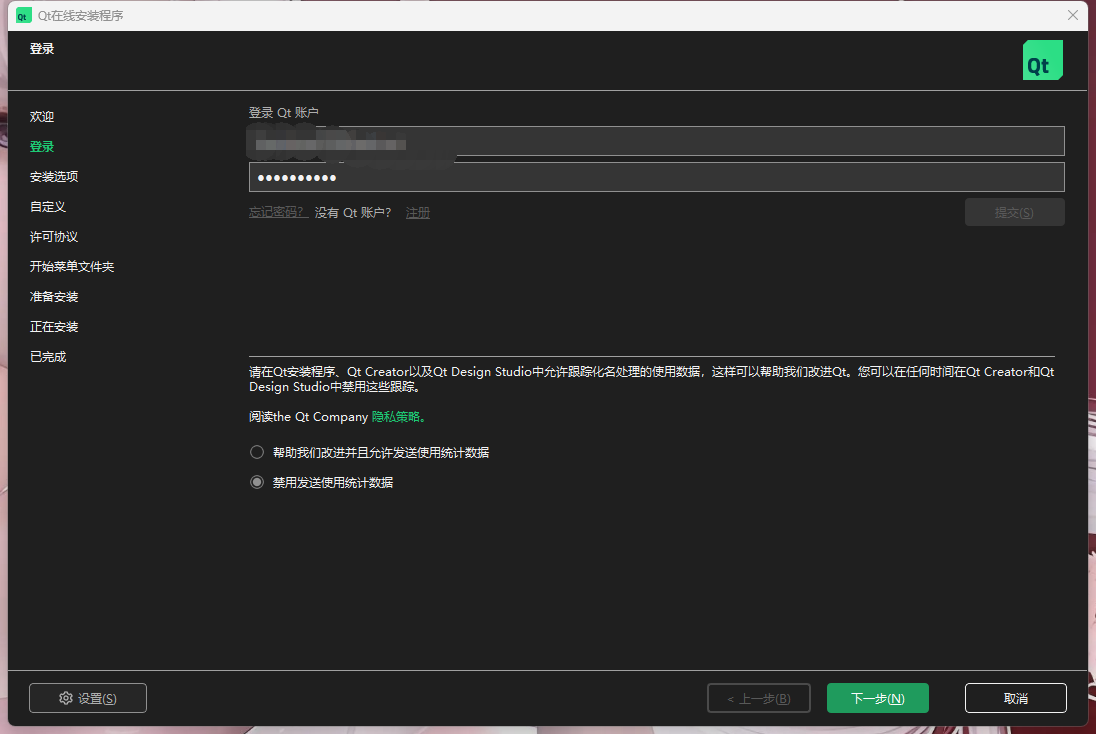 Qt在线安装程序
登录
Qt
欢迎
登录
安装选项
自定义
许可协议
开始菜单文件夹
准备安装
正在安装
已完成
登录 Qt 账户
忘记密码? 没有 Qt 账户? 注册
提交(S)
请在Qt安装程序、Qt Creator以及Qt Design Studio中允许跟踪化名处理的使用数据，这样可以帮助我们改进Qt。您可以在任何时间在Qt Creator和Qt
Design Studio中禁用这些跟踪。
阅读the Qt Company 隐私策略。
帮助我们改进并且允许发送使用统计数据
禁用发送使用统计数据
设置(S)
< 上一步(B)
下一步(N)
取消